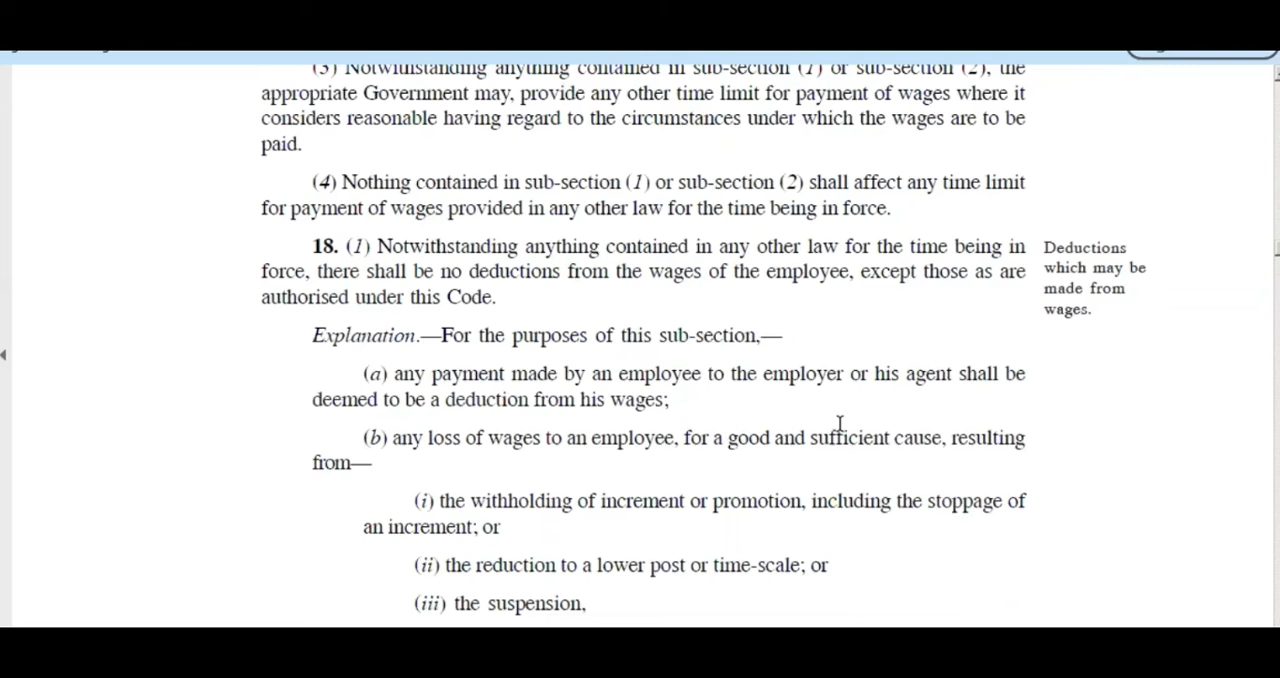 (3) Notwithstanding anything contained in sub-section (1) or sub-section (2), the
appropriate Government may, provide any other time limit for payment of wages where it
considers reasonable having regard to the circumstances under which the wages are to be
paid.
(4) Nothing contained in sub-section (1) or sub-section (2) shall affect any time limit
for payment of wages provided in any other law for the time being in force.
18. (1) Notwithstanding anything contained in any other law for the time being in
force, there shall be no deductions from the wages of the employee, except those as are
authorised under this Code.
Deductions
which may be
made from
wages.
Explanation.—For the purposes of this sub-section,—
(a) any payment made by an employee to the employer or his agent shall be
deemed to be a deduction from his wages;
(b) any loss of wages to an employee, for a good and sufficient cause, resulting
from—
(i) the withholding of increment or promotion, including the stoppage of
an increment; or
(ii) the reduction to a lower post or time-scale; or
(iii) the suspension,